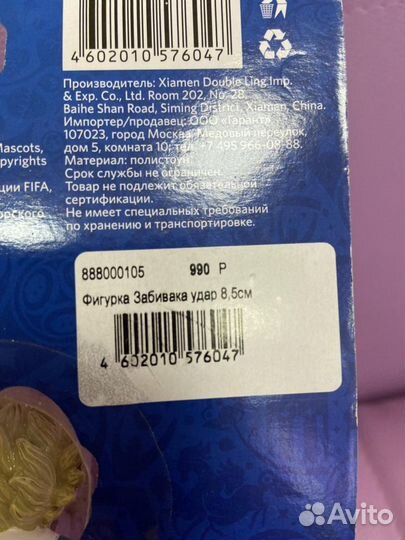 4 602010 576047
Производитель: Xiamen Double Ling Imp.
& Exp. Co., Ltd. Room 202, No. 28,
Baihe Shan Road, Siming District, Xiamen, China.
Импортер/продавец: ООО «Гарант»,
107023, город Москва, Медовый переулок,
дом 5, комната 10; тел. +7 495 966-08-88.
Mascots,
Материал: полистоун.
pyrights
Срок службы не ограничен.
ции FIFA,
Товар не подлежит обязательной
сертификации.
рского
Не имеет специальных требований
по хранению и транспортировке.
888000105 990 Р
Фигурка Забивака удар 8,5см
4 602010 576047
Avito